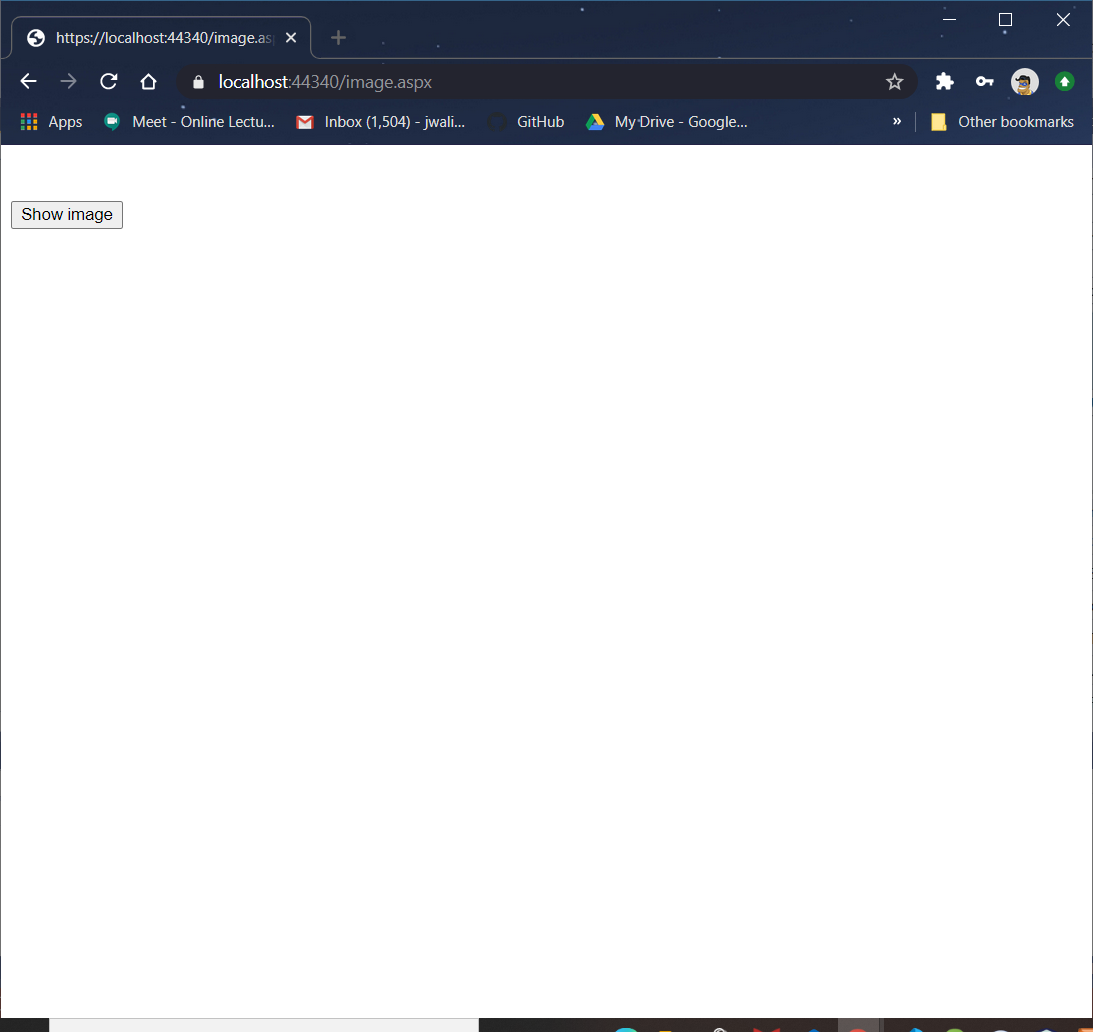 https://localhost:44340/image.as
localhost:44340/image.aspx
Apps Meet - Online Lectu... Inbox (1,504) - jwali... GitHub My Drive - Google... » Other bookmarks
Show image